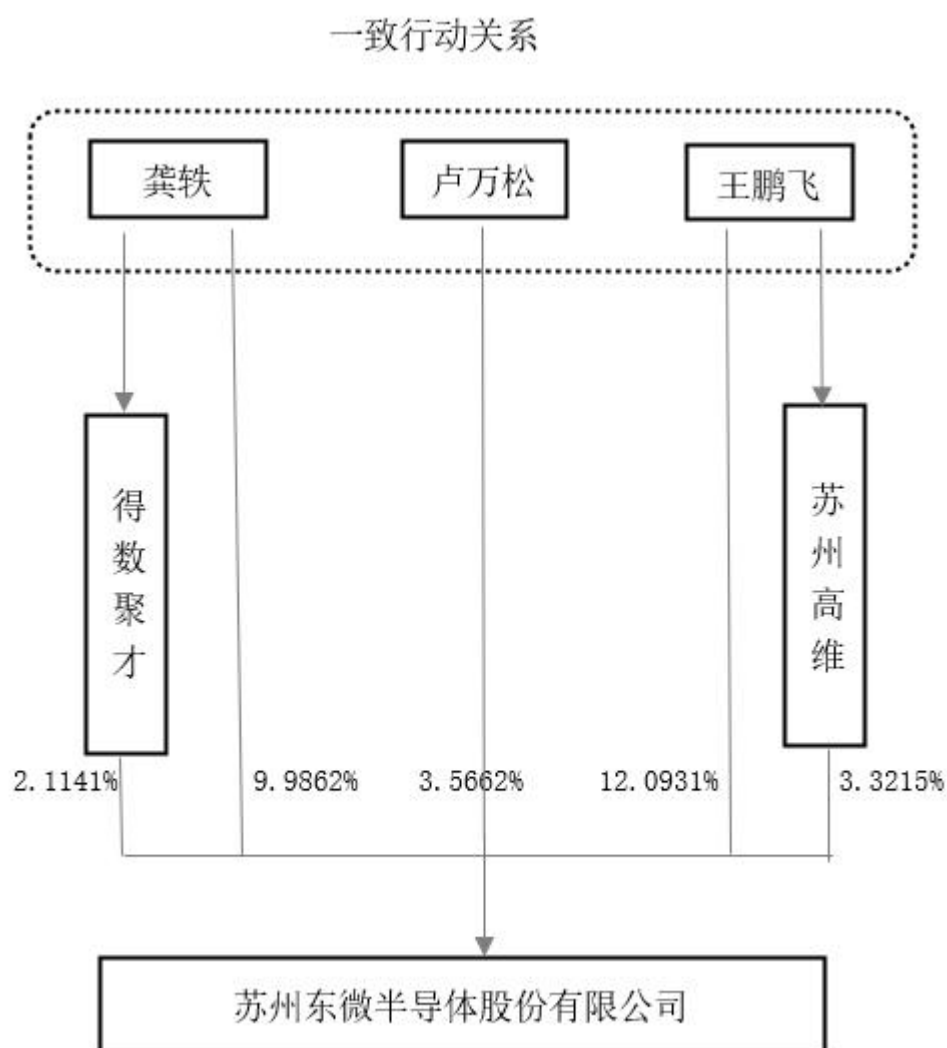 一致行动关系
龚轶
卢万松
王鹏飞
得数聚才
苏州高维
2.1141%
9.9862%
3.5662%
12.0931%
3.3215%
苏州东微半导体股份有限公司